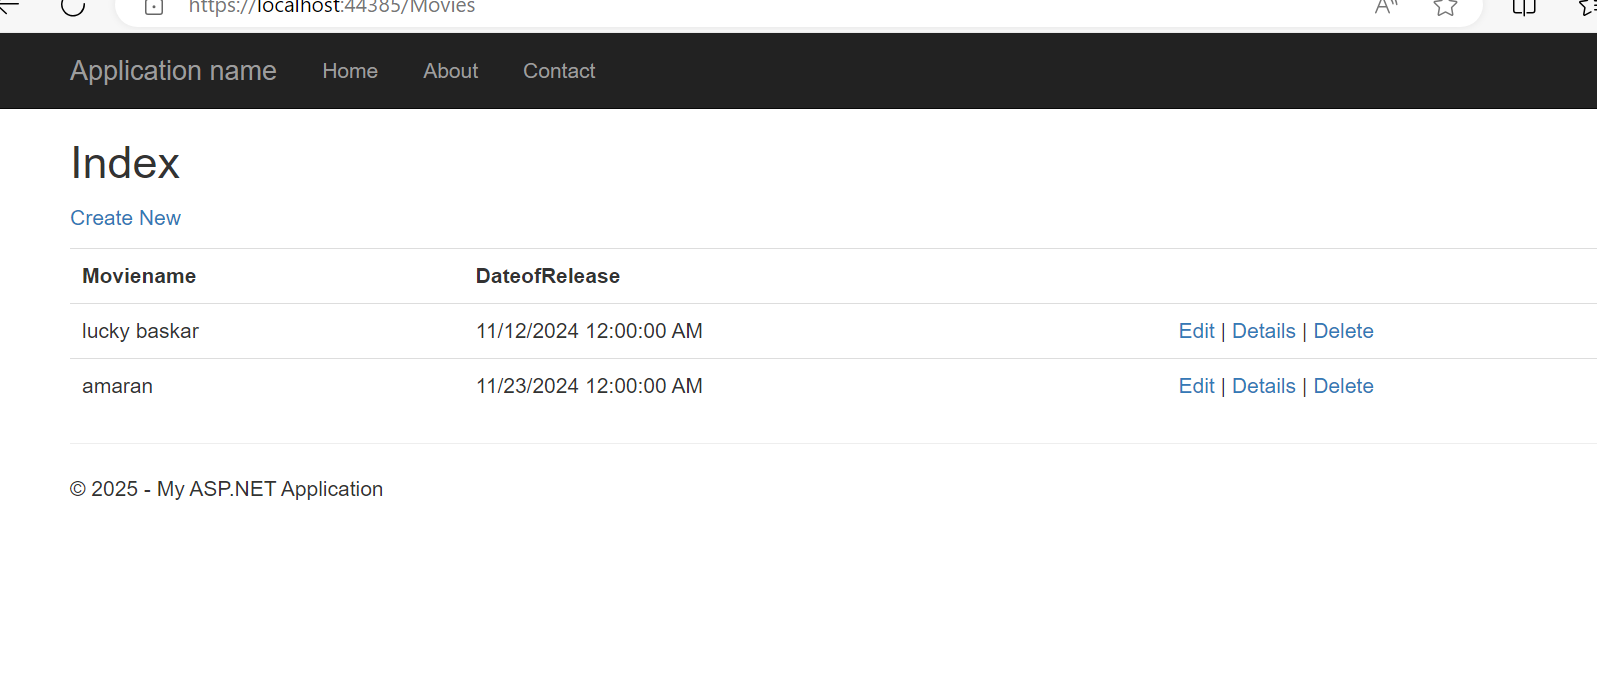 https://localhost:44385/Movies
Application name Home About Contact
Index
Create New
Moviename DateofRelease
lucky baskar 11/12/2024 12:00:00 AM Edit | Details | Delete
amaran 11/23/2024 12:00:00 AM Edit | Details | Delete
© 2025 - My ASP.NET Application